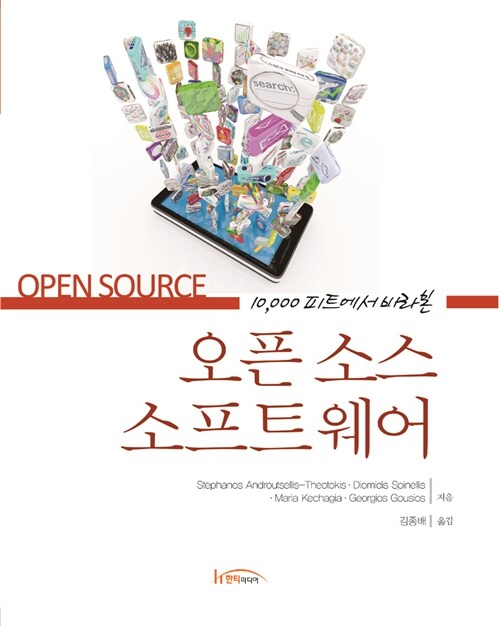 search:
OPEN SOURCE
10,000 피트에서 바라본
오픈 소스
소프트웨어
Stephanos Androutsellis-Theotokis · Diomidis Spinellis
· Maria Kechagia · Georgios Gousios 지음
김종배 옮김
한티미디어